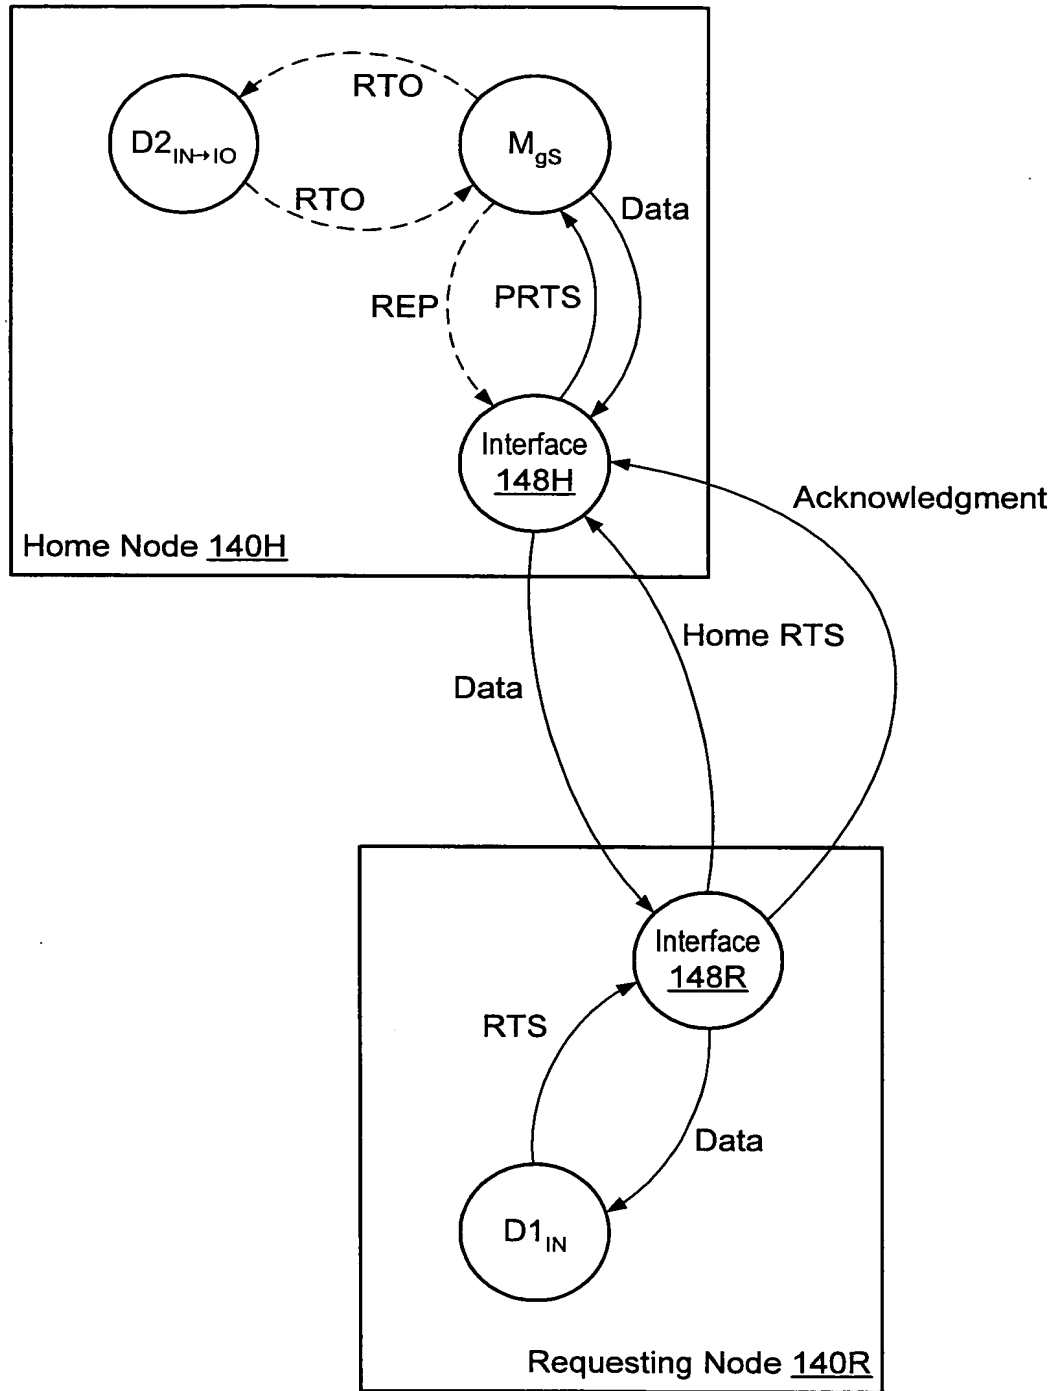 RTO
D2IN→IO
MgS
RTO
Data
REP
PRTS
Interface
148H
Acknowledgment
Home Node 140H
Home RTS
Data
Interface
148R
RTS
Data
D1IN
Requesting Node 140R